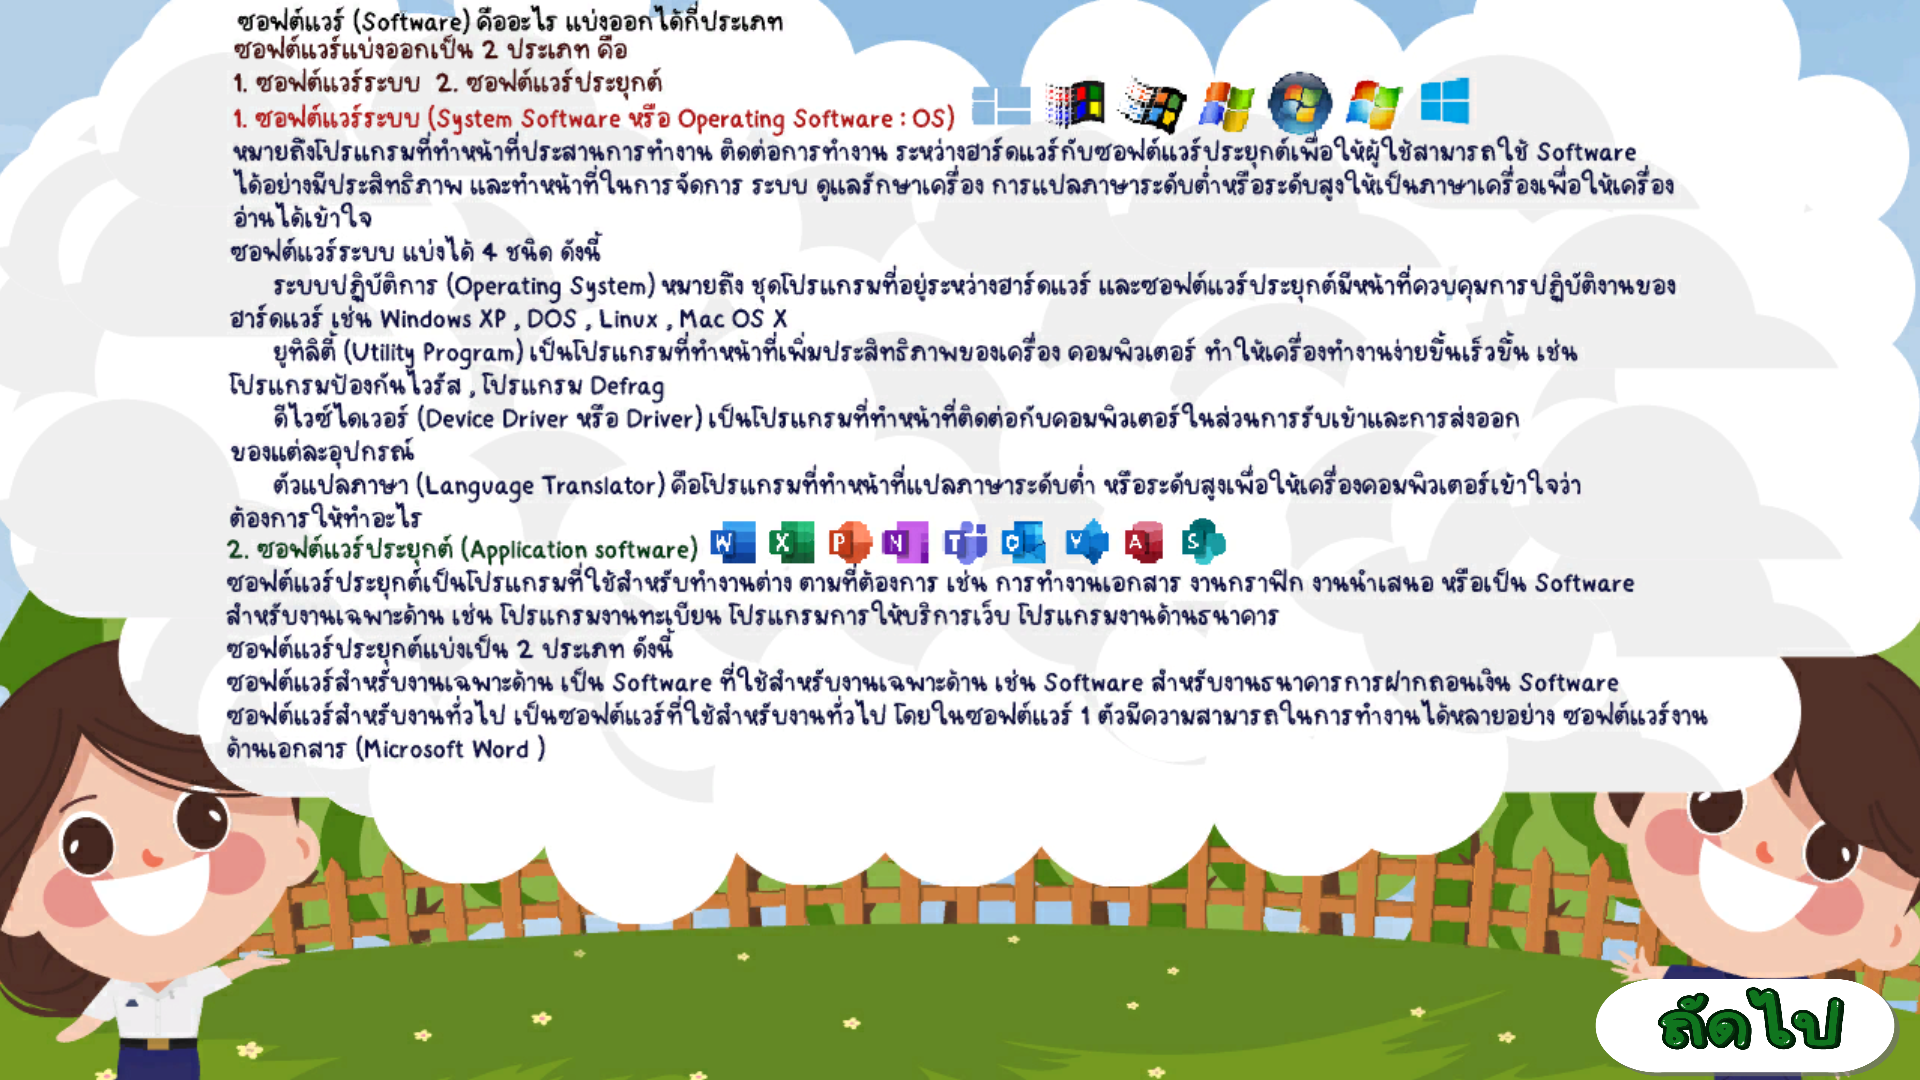 ซอฟต์แวร์ (Software) คืออะไร แบ่งออกได้กี่ประเภท
ซอฟต์แวร์แบ่งออกเป็น 2 ประเภท คือ
1. ซอฟต์แวร์ระบบ 2. ซอฟต์แวร์ประยุกต์
1. ซอฟต์แวร์ระบบ (System Software หรือ Operating Software : OS)
หมายถึงโปรแกรมที่ทำหน้าที่ประสานการทำงาน ติดต่อการทำงาน ระหว่างฮาร์ดแวร์กับซอฟต์แวร์ประยุกต์เพื่อให้ผู้ใช้สามารถใช้ Software
ได้อย่างมีประสิทธิภาพ และทำหน้าที่ในการจัดการ ระบบ ดูแลรักษาเครื่อง การแปลภาษาระดับต่ำหรือระดับสูงให้เป็นภาษาเครื่องเพื่อให้เครื่อง
อ่านได้เข้าใจ
ซอฟต์แวร์ระบบ แบ่งได้ 4 ชนิด ดังนี้
ระบบปฏิบัติการ (Operating System) หมายถึง ชุดโปรแกรมที่อยู่ระหว่างฮาร์ดแวร์ และซอฟต์แวร์ประยุกต์มีหน้าที่ควบคุมการปฏิบัติงานของ
ฮาร์ดแวร์ เช่น Windows XP , DOS , Linux , Mac OS X
ยูทิลิตี้ (Utility Program) เป็นโปรแกรมที่ทำหน้าที่เพิ่มประสิทธิภาพของเครื่อง คอมพิวเตอร์ ทำให้เครื่องทำงานง่ายขึ้นเร็วขึ้น เช่น
โปรแกรมป้องกันไวรัส , โปรแกรม Defrag
ดีไวซ์ไดเวอร์ (Device Driver หรือ Driver) เป็นโปรแกรมที่ทำหน้าที่ติดต่อกับคอมพิวเตอร์ในส่วนการรับเข้าและการส่งออก
ของแต่ละอุปกรณ์
ตัวแปลภาษา (Language Translator) คือโปรแกรมที่ทำหน้าที่แปลภาษาระดับต่ำ หรือระดับสูงเพื่อให้เครื่องคอมพิวเตอร์เข้าใจว่า
ต้องการให้ทำอะไร
2. ซอฟต์แวร์ประยุกต์ (Application software) W X P N T O V A S
ซอฟต์แวร์ประยุกต์เป็นโปรแกรมที่ใช้สำหรับทำงานต่าง ตามที่ต้องการ เช่น การทำงานเอกสาร งานกราฟิก งานนำเสนอ หรือเป็น Software
สำหรับงานเฉพาะด้าน เช่น โปรแกรมงานทะเบียน โปรแกรมการให้บริการเว็บ โปรแกรมงานด้านธนาคาร
ซอฟต์แวร์ประยุกต์แบ่งเป็น 2 ประเภท ดังนี้
ซอฟต์แวร์สำหรับงานเฉพาะด้าน เป็น Software ที่ใช้สำหรับงานเฉพาะด้าน เช่น Software สำหรับงานธนาคารการฝากถอนเงิน Software
ซอฟต์แวร์สำหรับงานทั่วไป เป็นซอฟต์แวร์ที่ใช้สำหรับงานทั่วไป โดยในซอฟต์แวร์ 1 ตัวมีความสามารถในการทำงานได้หลายอย่าง ซอฟต์แวร์งาน
ด้านเอกสาร (Microsoft Word )
ถัดไป